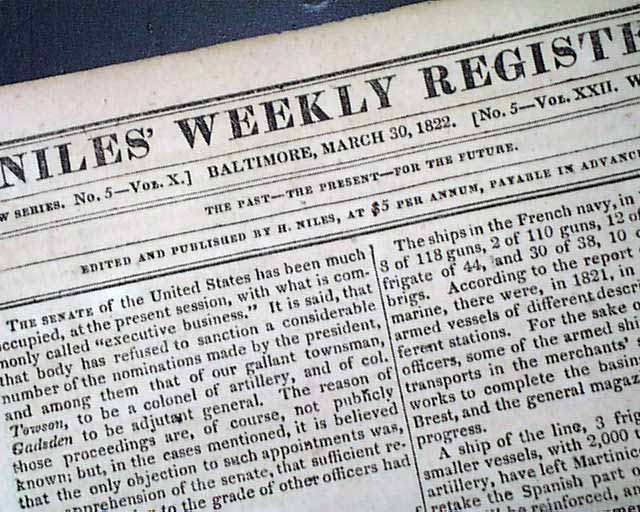 NILES' WEEKLY REGISTE
W SERIES. No. 5—VOL. X.] BALTIMORE, MARCH 30, 1822. [No. 5—VOL. XXII. W
THE PAST—THE PRESENT—FOR THE FUTURE.
EDITED AND PUBLISHED BY H. NILES, AT $5 PER ANNUM, PAYABLE IN ADVANC
THE SENATE of the United States has been much
occupied, at the present session, with what is com-
monly called "executive business." It is said, that
that body has refused to sanction a considerable
number of the nominations made by the president,
and among them that of our gallant townsman,
Towson, to be a colonel of artillery, and of col.
Gadsden to be adjutant general. The reason of
those proceedings are, of course, not publicly
known; but, in the cases mentioned, it is believed
that the only objection to such appointments was,
apprehension of the senate, that sufficient re-
to the grade of other officers had
The ships in the French navy, in
3 of 118 guns, 2 of 110 guns, 12 o
frigate of 44, and 30 of 38, 10
brigs. According to the report
marine, there were, in 1821, in
armed vessels of different descr
ferent stations. For the sake
officers, some of the armed sh
transports in the merchants'
works to complete the basin
Brest, and the general magaz
progress.
A ship of the line, 3 fri
smaller vessels, with 2,000
artillery, have left Martini
retake the Spanish part
be reinforced, an